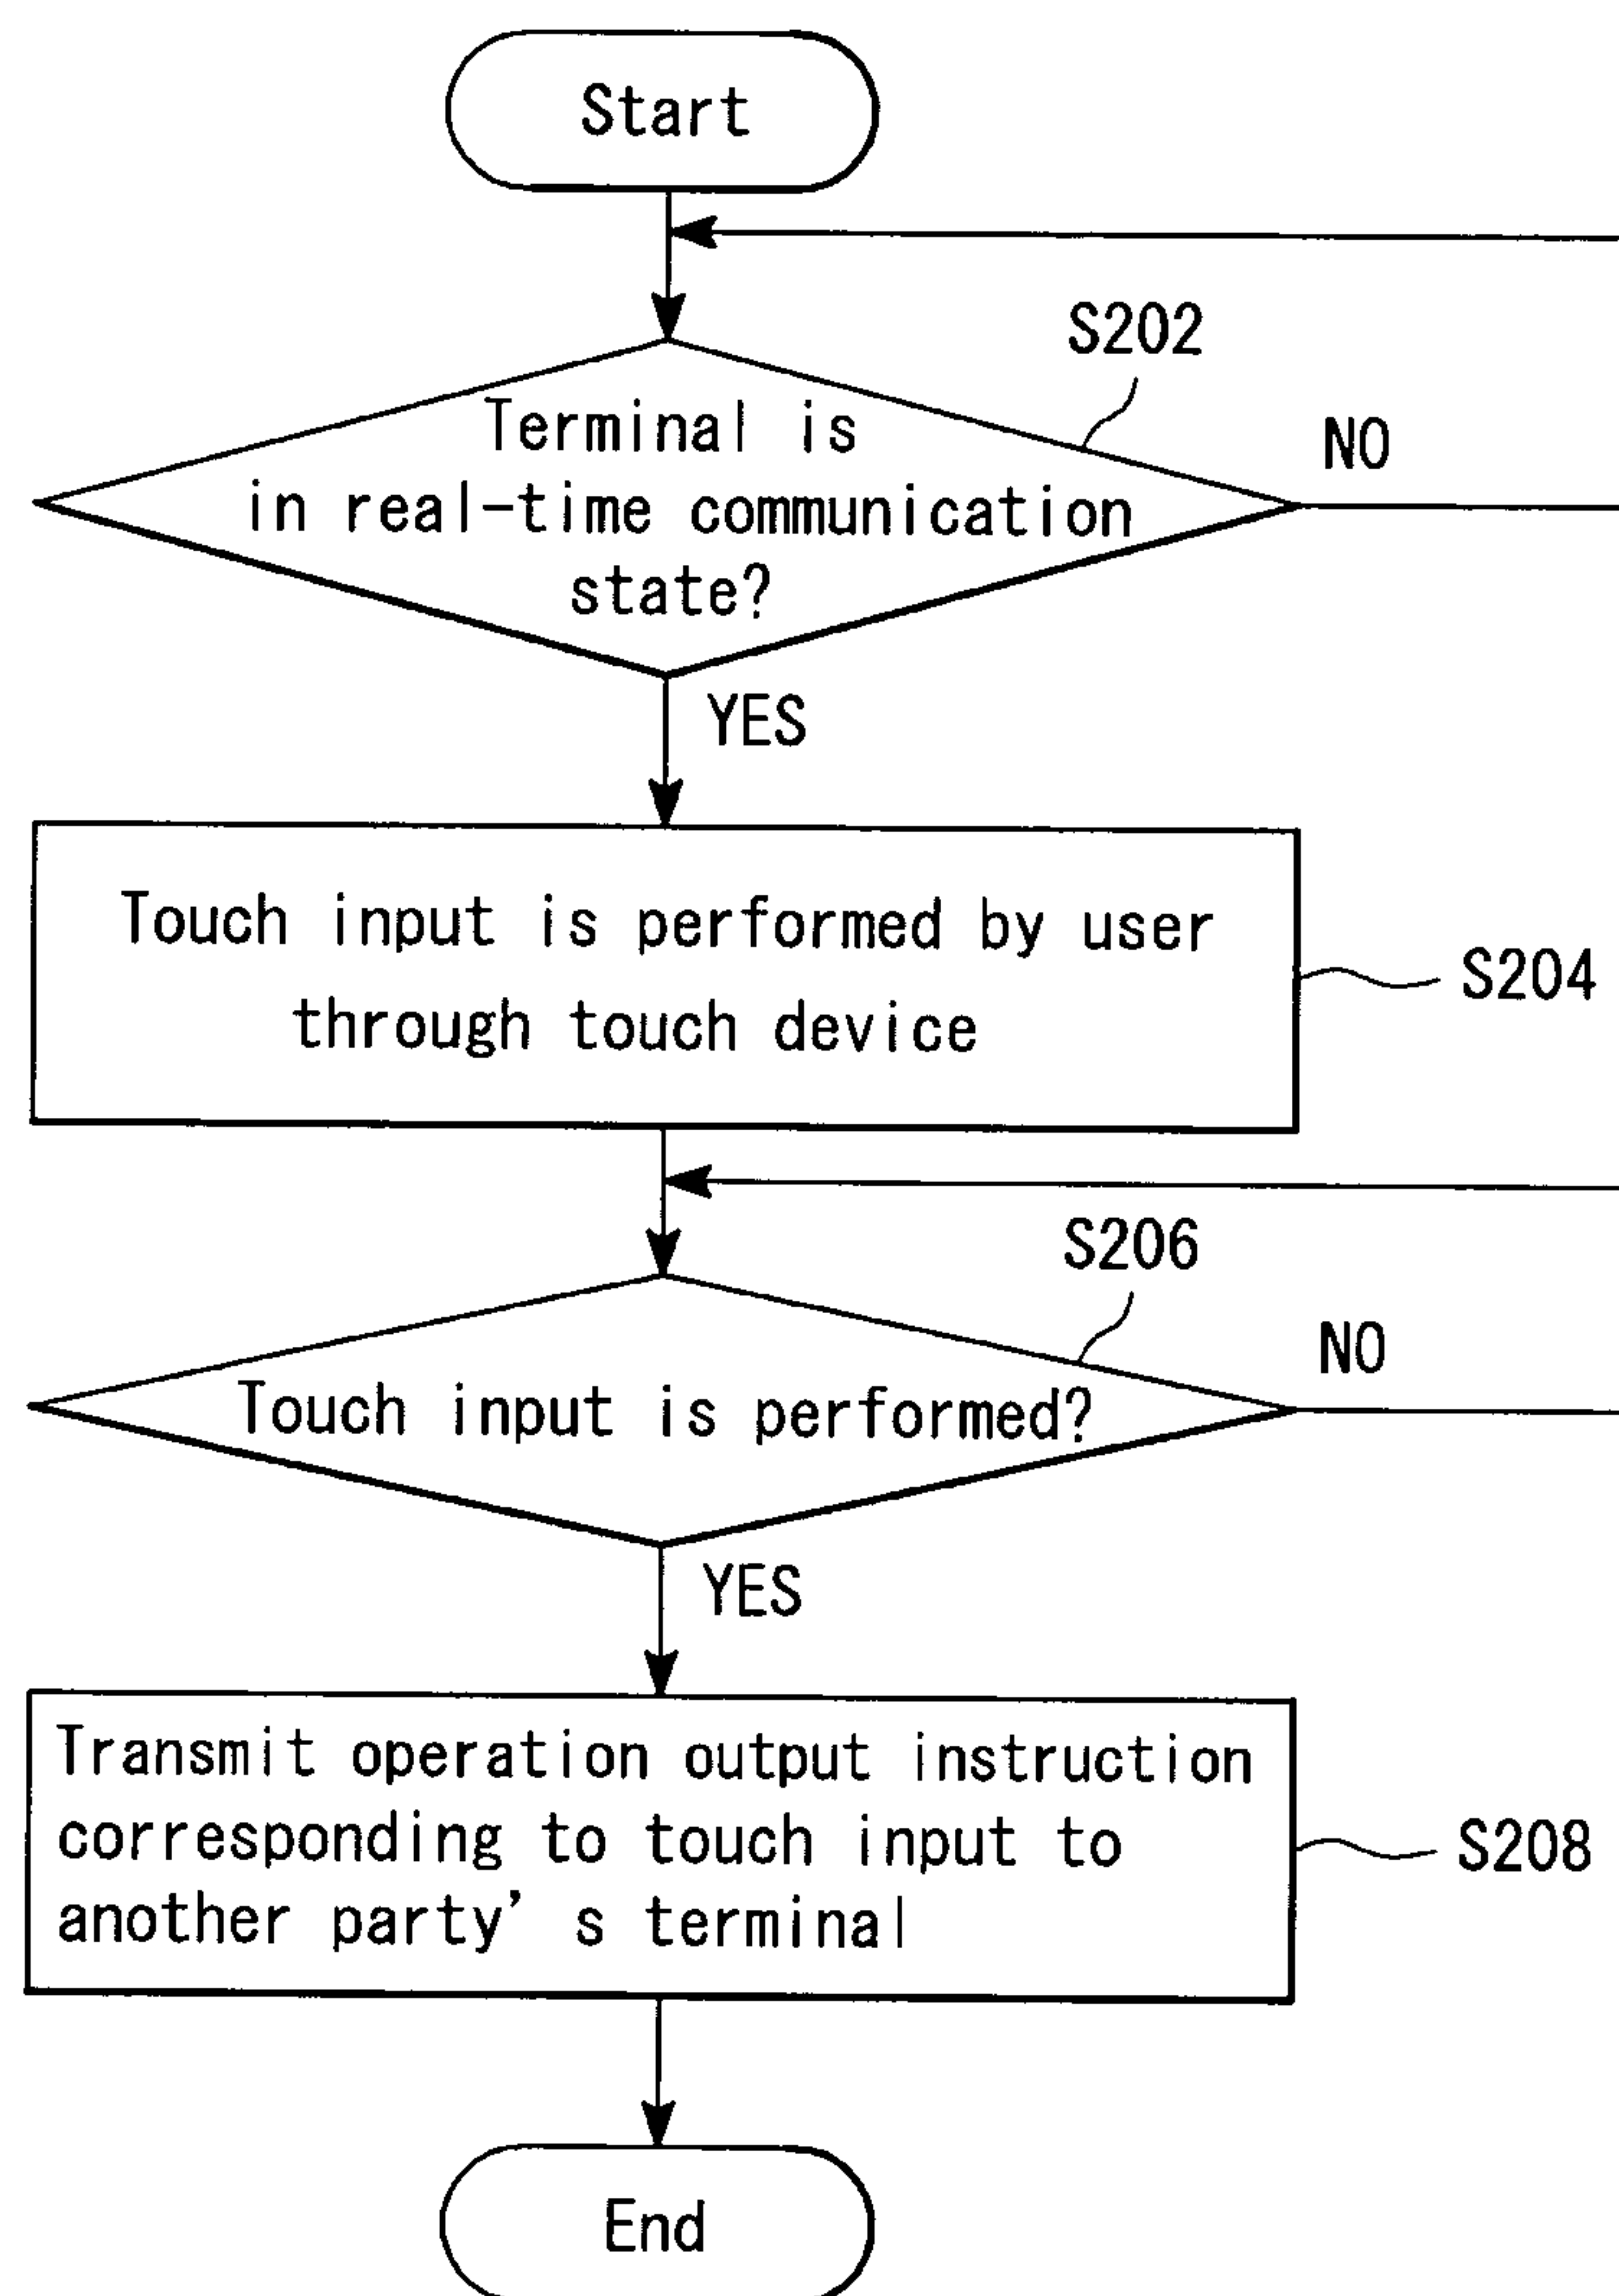 Start
S202
Terminal is
in real-time communication
state?
NO
YES
Touch input is performed by user
through touch device
S204
S206
Touch input is performed?
NO
YES
Transmit operation output instruction
corresponding to touch input to
another party's terminal
S208
End